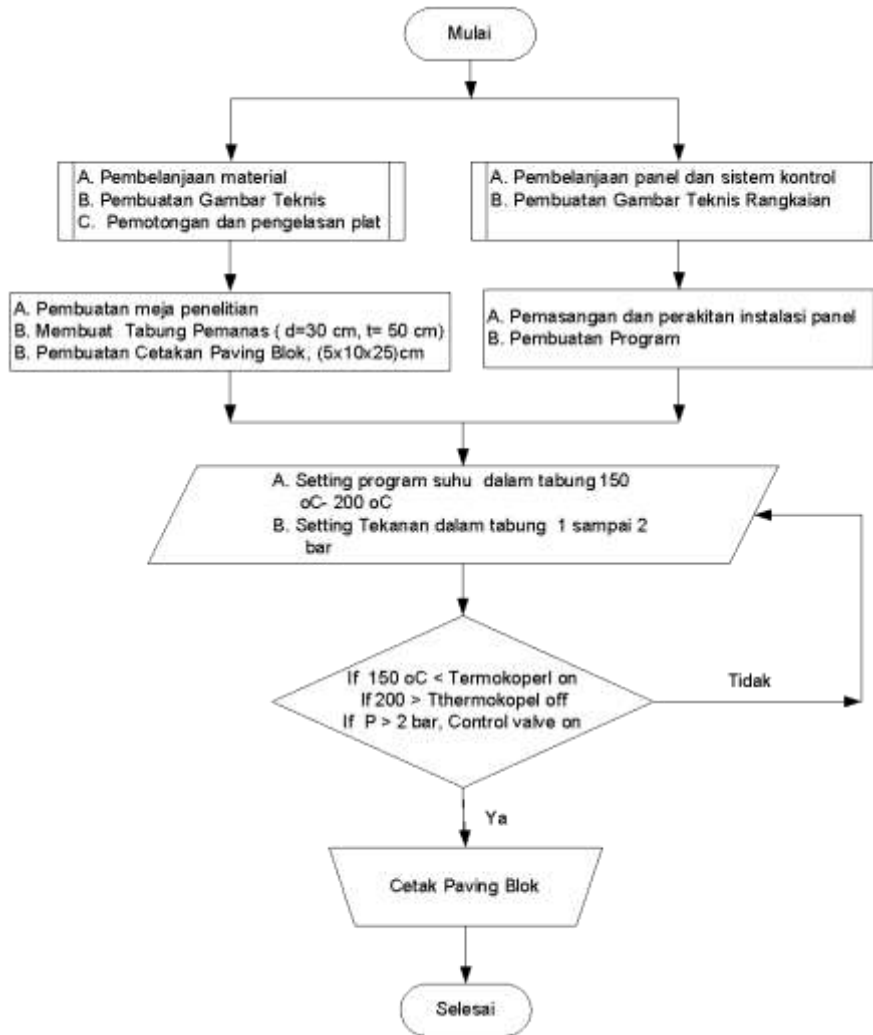 Mulai
A. Pembelanjaan material
B. Pembuatan Gambar Teknis
C. Pemotongan dan pengelasan plat
A. Pembelanjaan panel dan sistem kontrol
B. Pembuatan Gambar Teknis Rangkaian
A. Pembuatan meja penelitian
B. Membuat Tabung Pemanas ( d=30 cm, t= 50 cm)
B. Pembuatan Cetakan Paving Blok, (5x10x25)cm
A. Pemasangan dan perakitan instalasi panel
B. Pembuatan Program
A. Setting program suhu dalam tabung 150
oC- 200 oC
B. Setting Tekanan dalam tabung 1 sampai 2
bar
If 150 oC < Termokoperl on
If 200 > Tthermokopel off
If P > 2 bar, Control valve on
Tidak
Ya
Cetak Paving Blok
Selesai